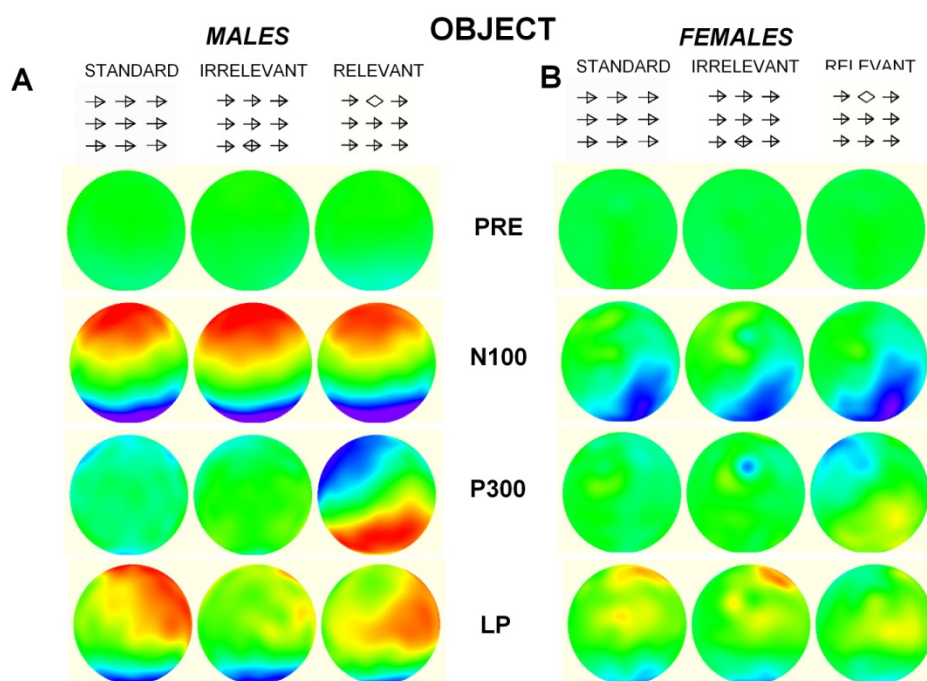 OBJECT
MALES
FEMALES
A
STANDARD IRRELEVANT RELEVANT
B
STANDARD IRRELEVANT RELEVANT
PRE
N100
P300
LP